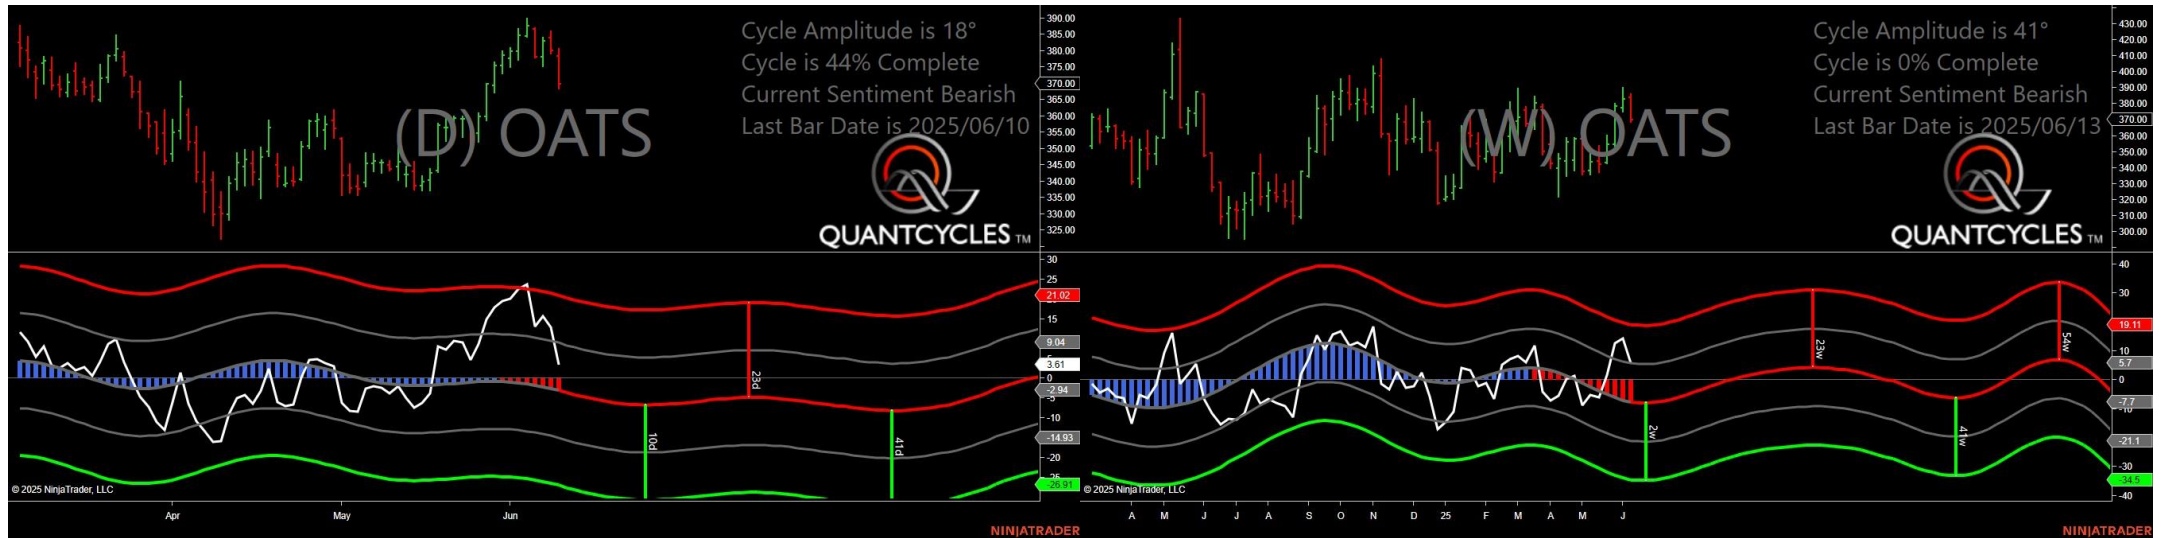 Cycle Amplitude is 18°
Cycle is 44% Complete
Current Sentiment Bearish
Last Bar Date is 2025/06/10
(D) OATS
QUANTCYCLES TM
390.00
385.00
380.00
375.00
370.00
365.00
360.00
355.00
350.00
345.00
340.00
335.00
330.00
325.00
30
25
21.02
15
9.04
3.61
0
-2.94
-5
-10
-14.93
-20
-26.91
23d
10d
41d
© 2025 NinjaTrader, LLC
Apr
May
Jun
NINJATRADER
Cycle Amplitude is 41°
Cycle is 0% Complete
Current Sentiment Bearish
Last Bar Date is 2025/06/13
(W) OATS
QUANTCYCLES TM
430.00
420.00
410.00
400.00
390.00
380.00
370.00
360.00
350.00
340.00
330.00
320.00
310.00
300.00
40
30
19.11
10
5.7
0
-7.7
-10
-21.1
-30
-34.5
-40
23w
54w
2w
41w
© 2025 NinjaTrader, LLC
A M J J A S O N D 25 F M A M J
NINJATRADER